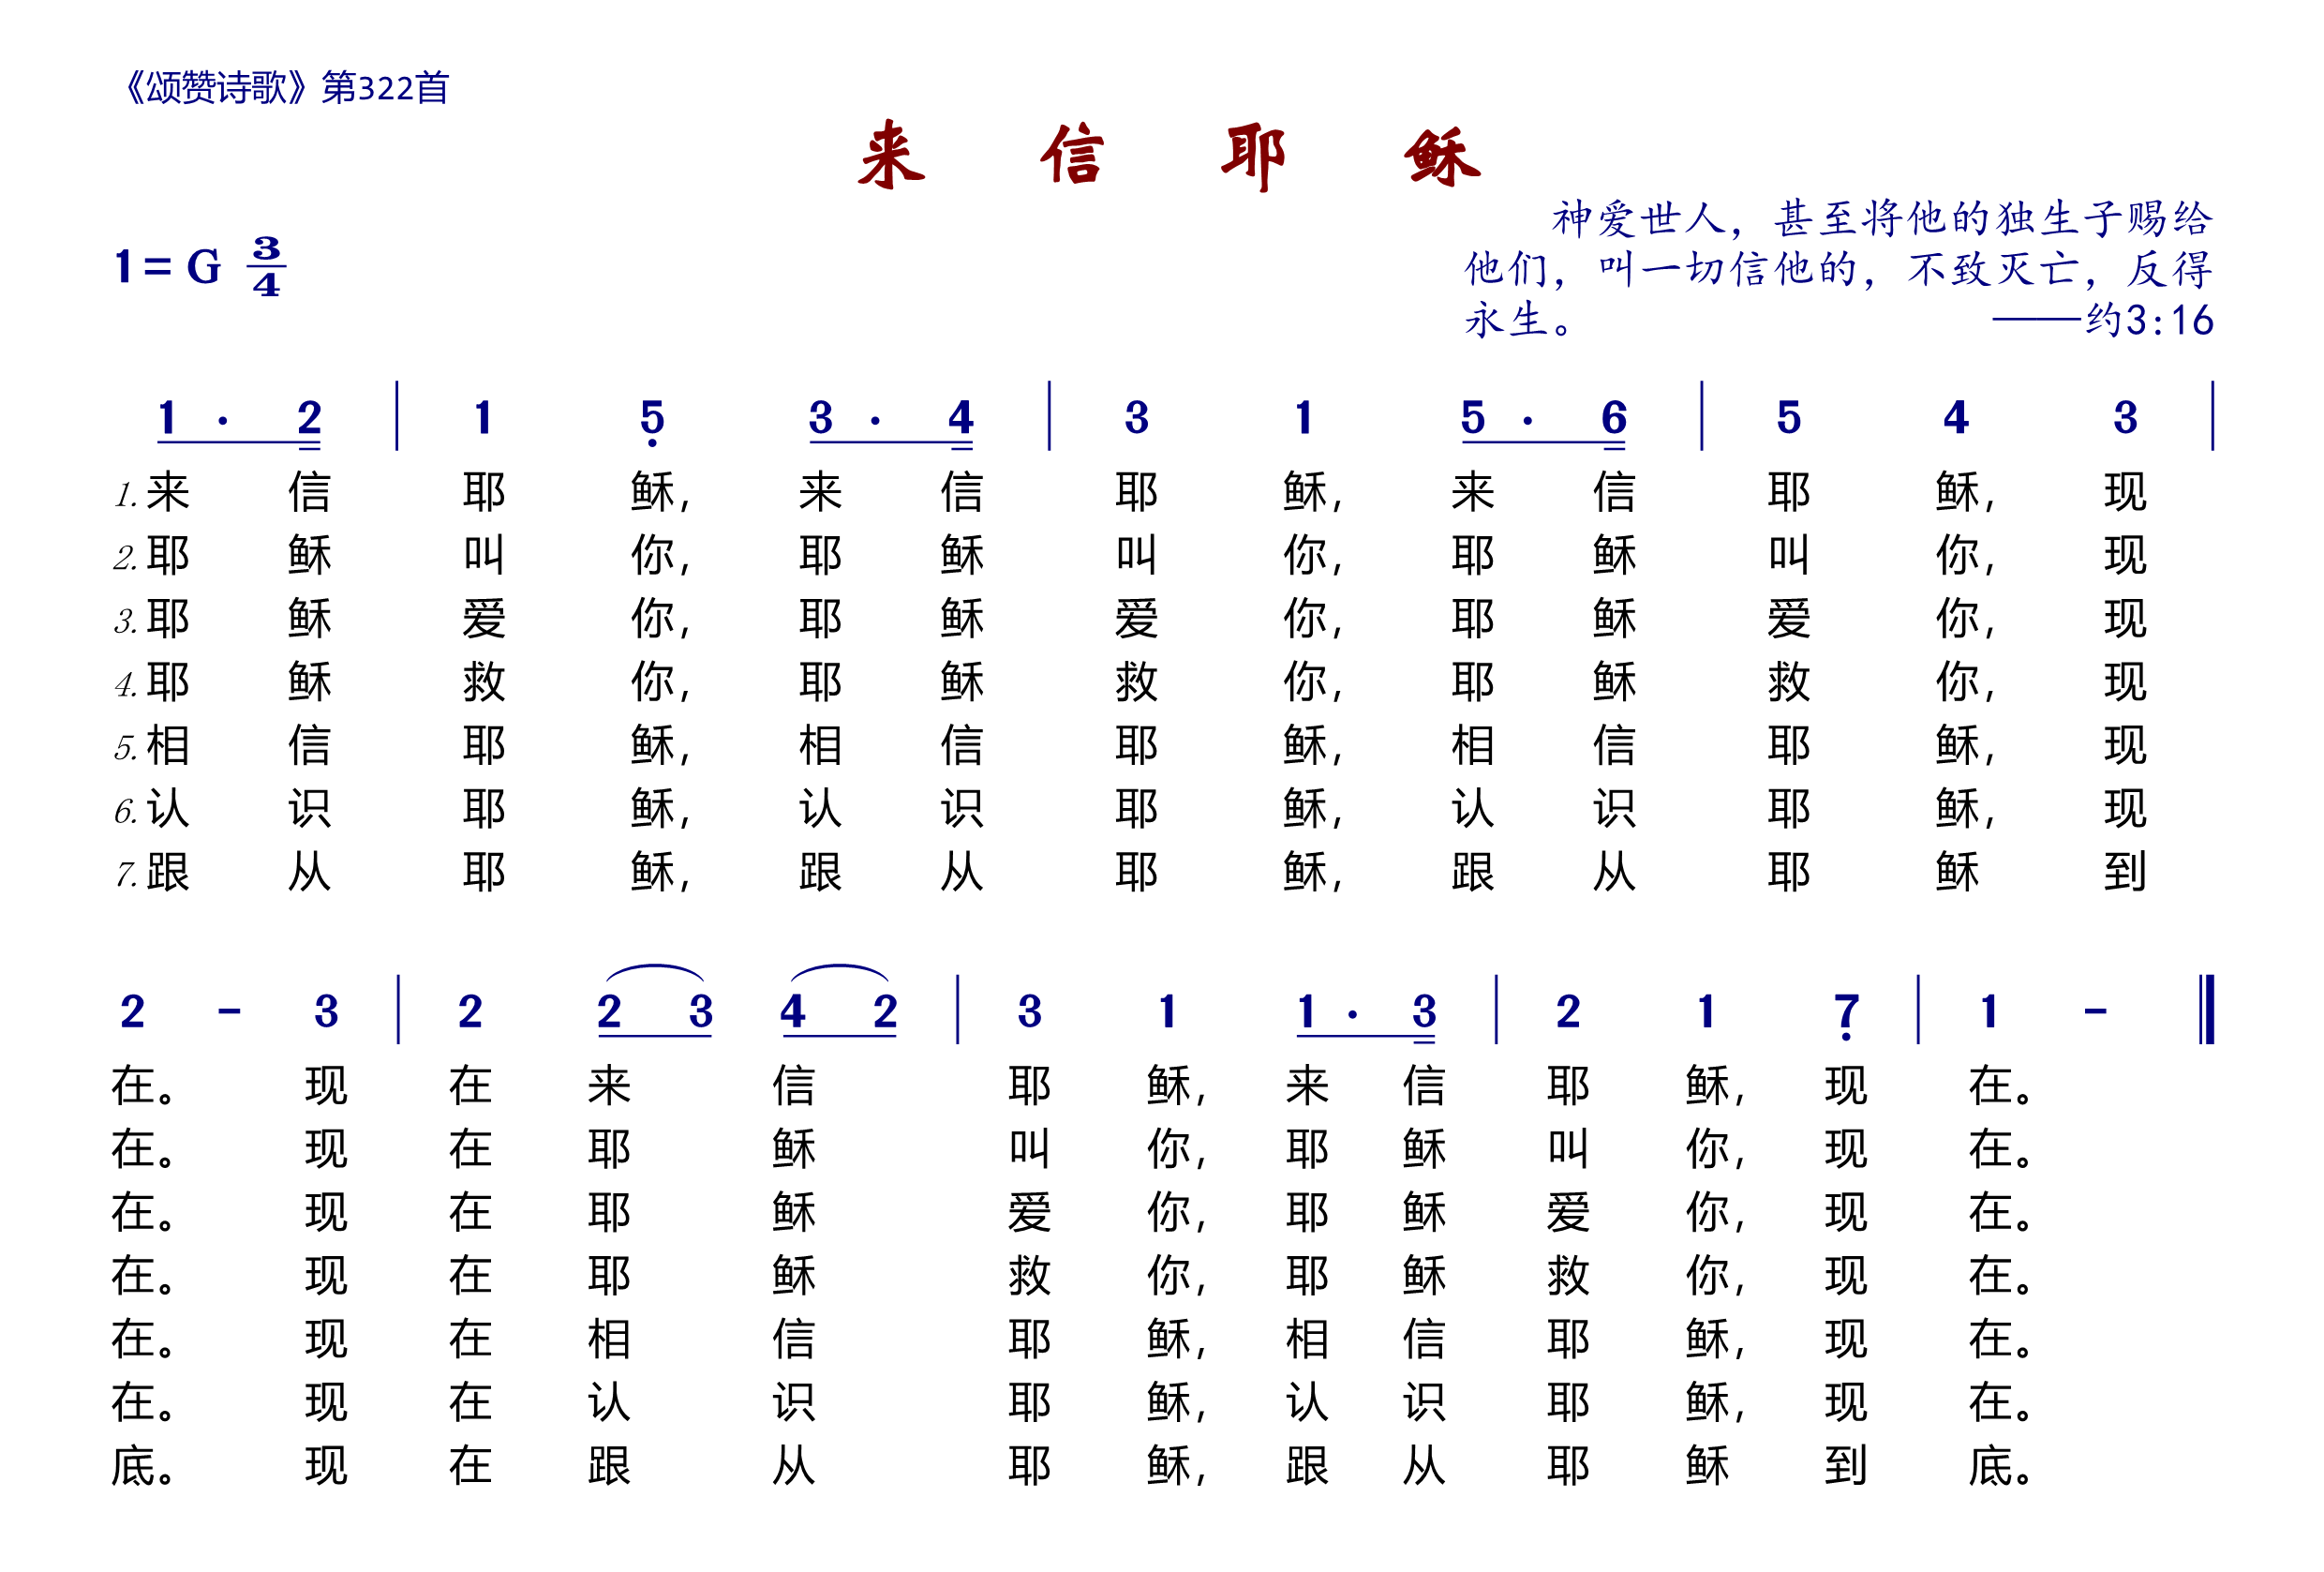 《颂赞诗歌》第322首
来 信 耶 稣
1= G 3/4
神爱世人，甚至将他的独生子赐给
他们，叫一切信他的，不致灭亡，反得
永生。 ——约3:16
1 · 2 | 1 5 3 · 4 | 3 1 5 · 6 | 5 4 3 |
1.来 信 耶 稣, 来 信 耶 稣, 来 信 耶 稣, 现
2.耶 稣 叫 你, 耶 稣 叫 你, 耶 稣 叫 你, 现
3.耶 稣 爱 你, 耶 稣 爱 你, 耶 稣 爱 你, 现
4.耶 稣 救 你, 耶 稣 救 你, 耶 稣 救 你, 现
5.相 信 耶 稣, 相 信 耶 稣, 相 信 耶 稣, 现
6.认 识 耶 稣, 认 识 耶 稣, 认 识 耶 稣, 现
7.跟 从 耶 稣, 跟 从 耶 稣, 跟 从 耶 稣 到
2 - 3 | 2 2 3 4 2 | 3 1 1 · 3 | 2 1 7 | 1 - ‖
在。 现 在 来 信 耶 稣, 来 信 耶 稣, 现 在。
在。 现 在 耶 稣 叫 你, 耶 稣 叫 你, 现 在。
在。 现 在 耶 稣 爱 你, 耶 稣 爱 你, 现 在。
在。 现 在 耶 稣 救 你, 耶 稣 救 你, 现 在。
在。 现 在 相 信 耶 稣, 相 信 耶 稣, 现 在。
在。 现 在 认 识 耶 稣, 认 识 耶 稣, 现 在。
底。 现 在 跟 从 耶 稣, 跟 从 耶 稣 到 底。